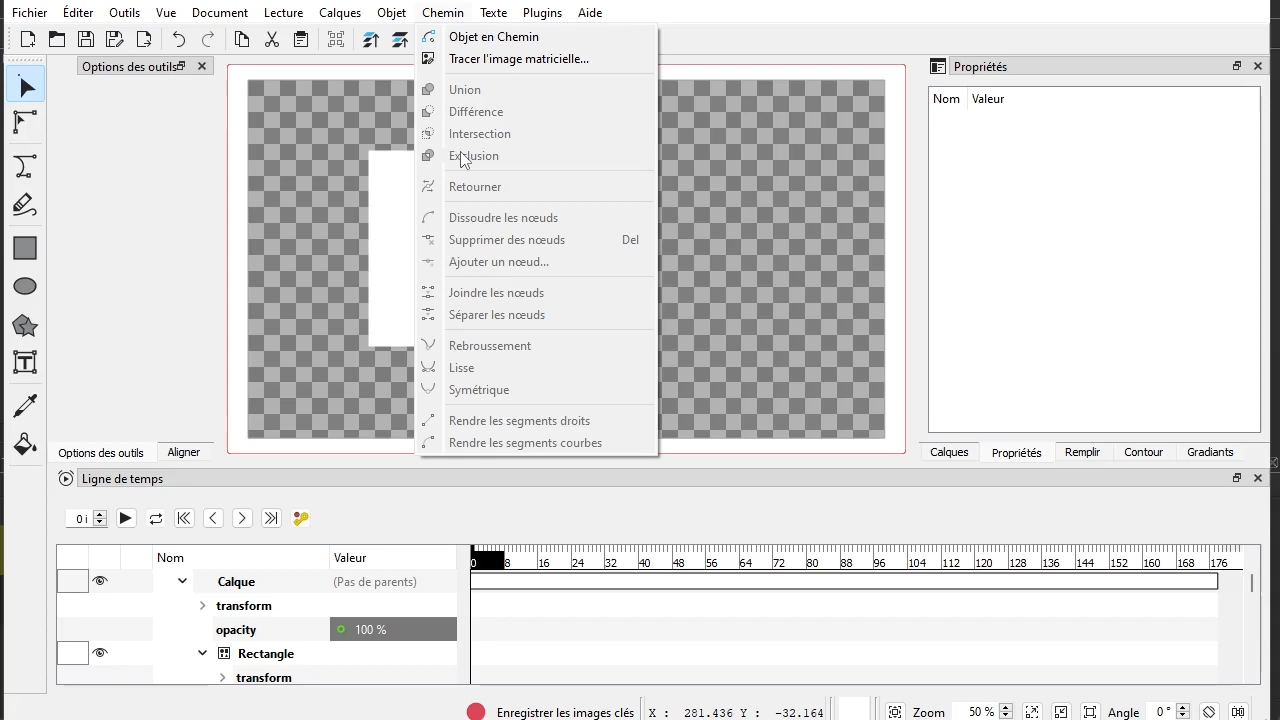 Fichier Éditer Outils Vue Document Lecture Calques Objet Chemin Texte Plugins Aide
Options des outils
Objet en Chemin
Tracer l'image matricielle...
Union
Différence
Intersection
Exclusion
Retourner
Dissoudre les nœuds
Supprimer des nœuds Del
Ajouter un nœud...
Joindre les nœuds
Séparer les nœuds
Rebroussement
Lisse
Symétrique
Rendre les segments droits
Rendre les segments courbes
Propriétés
Nom Valeur
Options des outils Aligner
Calques Propriétés Remplir Contour Gradients
Ligne de temps
0 i
Nom Valeur
0 8 16 24 32 40 48 56 64 72 80 88 96 104 112 120 128 136 144 152 160 168 176
Calque (Pas de parents)
transform
opacity 100 %
Rectangle
transform
Enregistrer les images clés X : 281.436 Y : -32.164 Zoom 50 % Angle 0 °